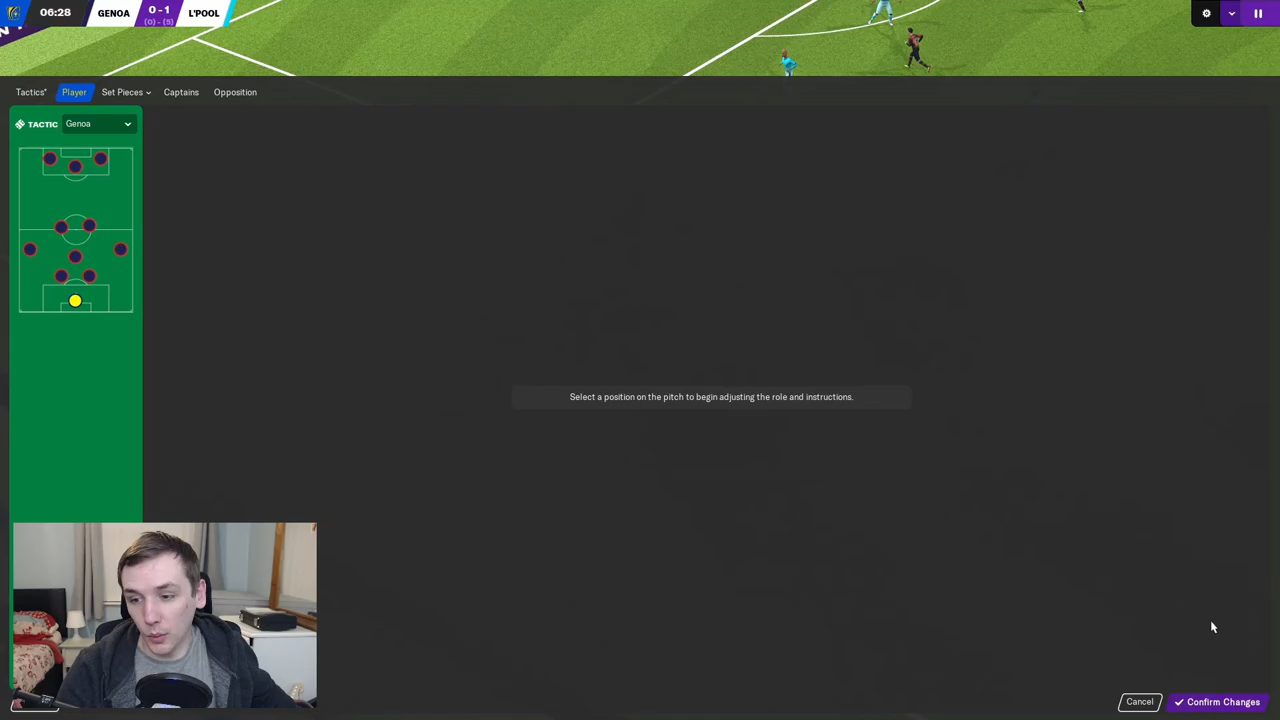 06:28
GENOA
0 - 1
(0) - (5)
L'POOL
Tactics*
Player
Set Pieces
Captains
Opposition
TACTIC
Genoa
Select a position on the pitch to begin adjusting the role and instructions.
Cancel
Confirm Changes